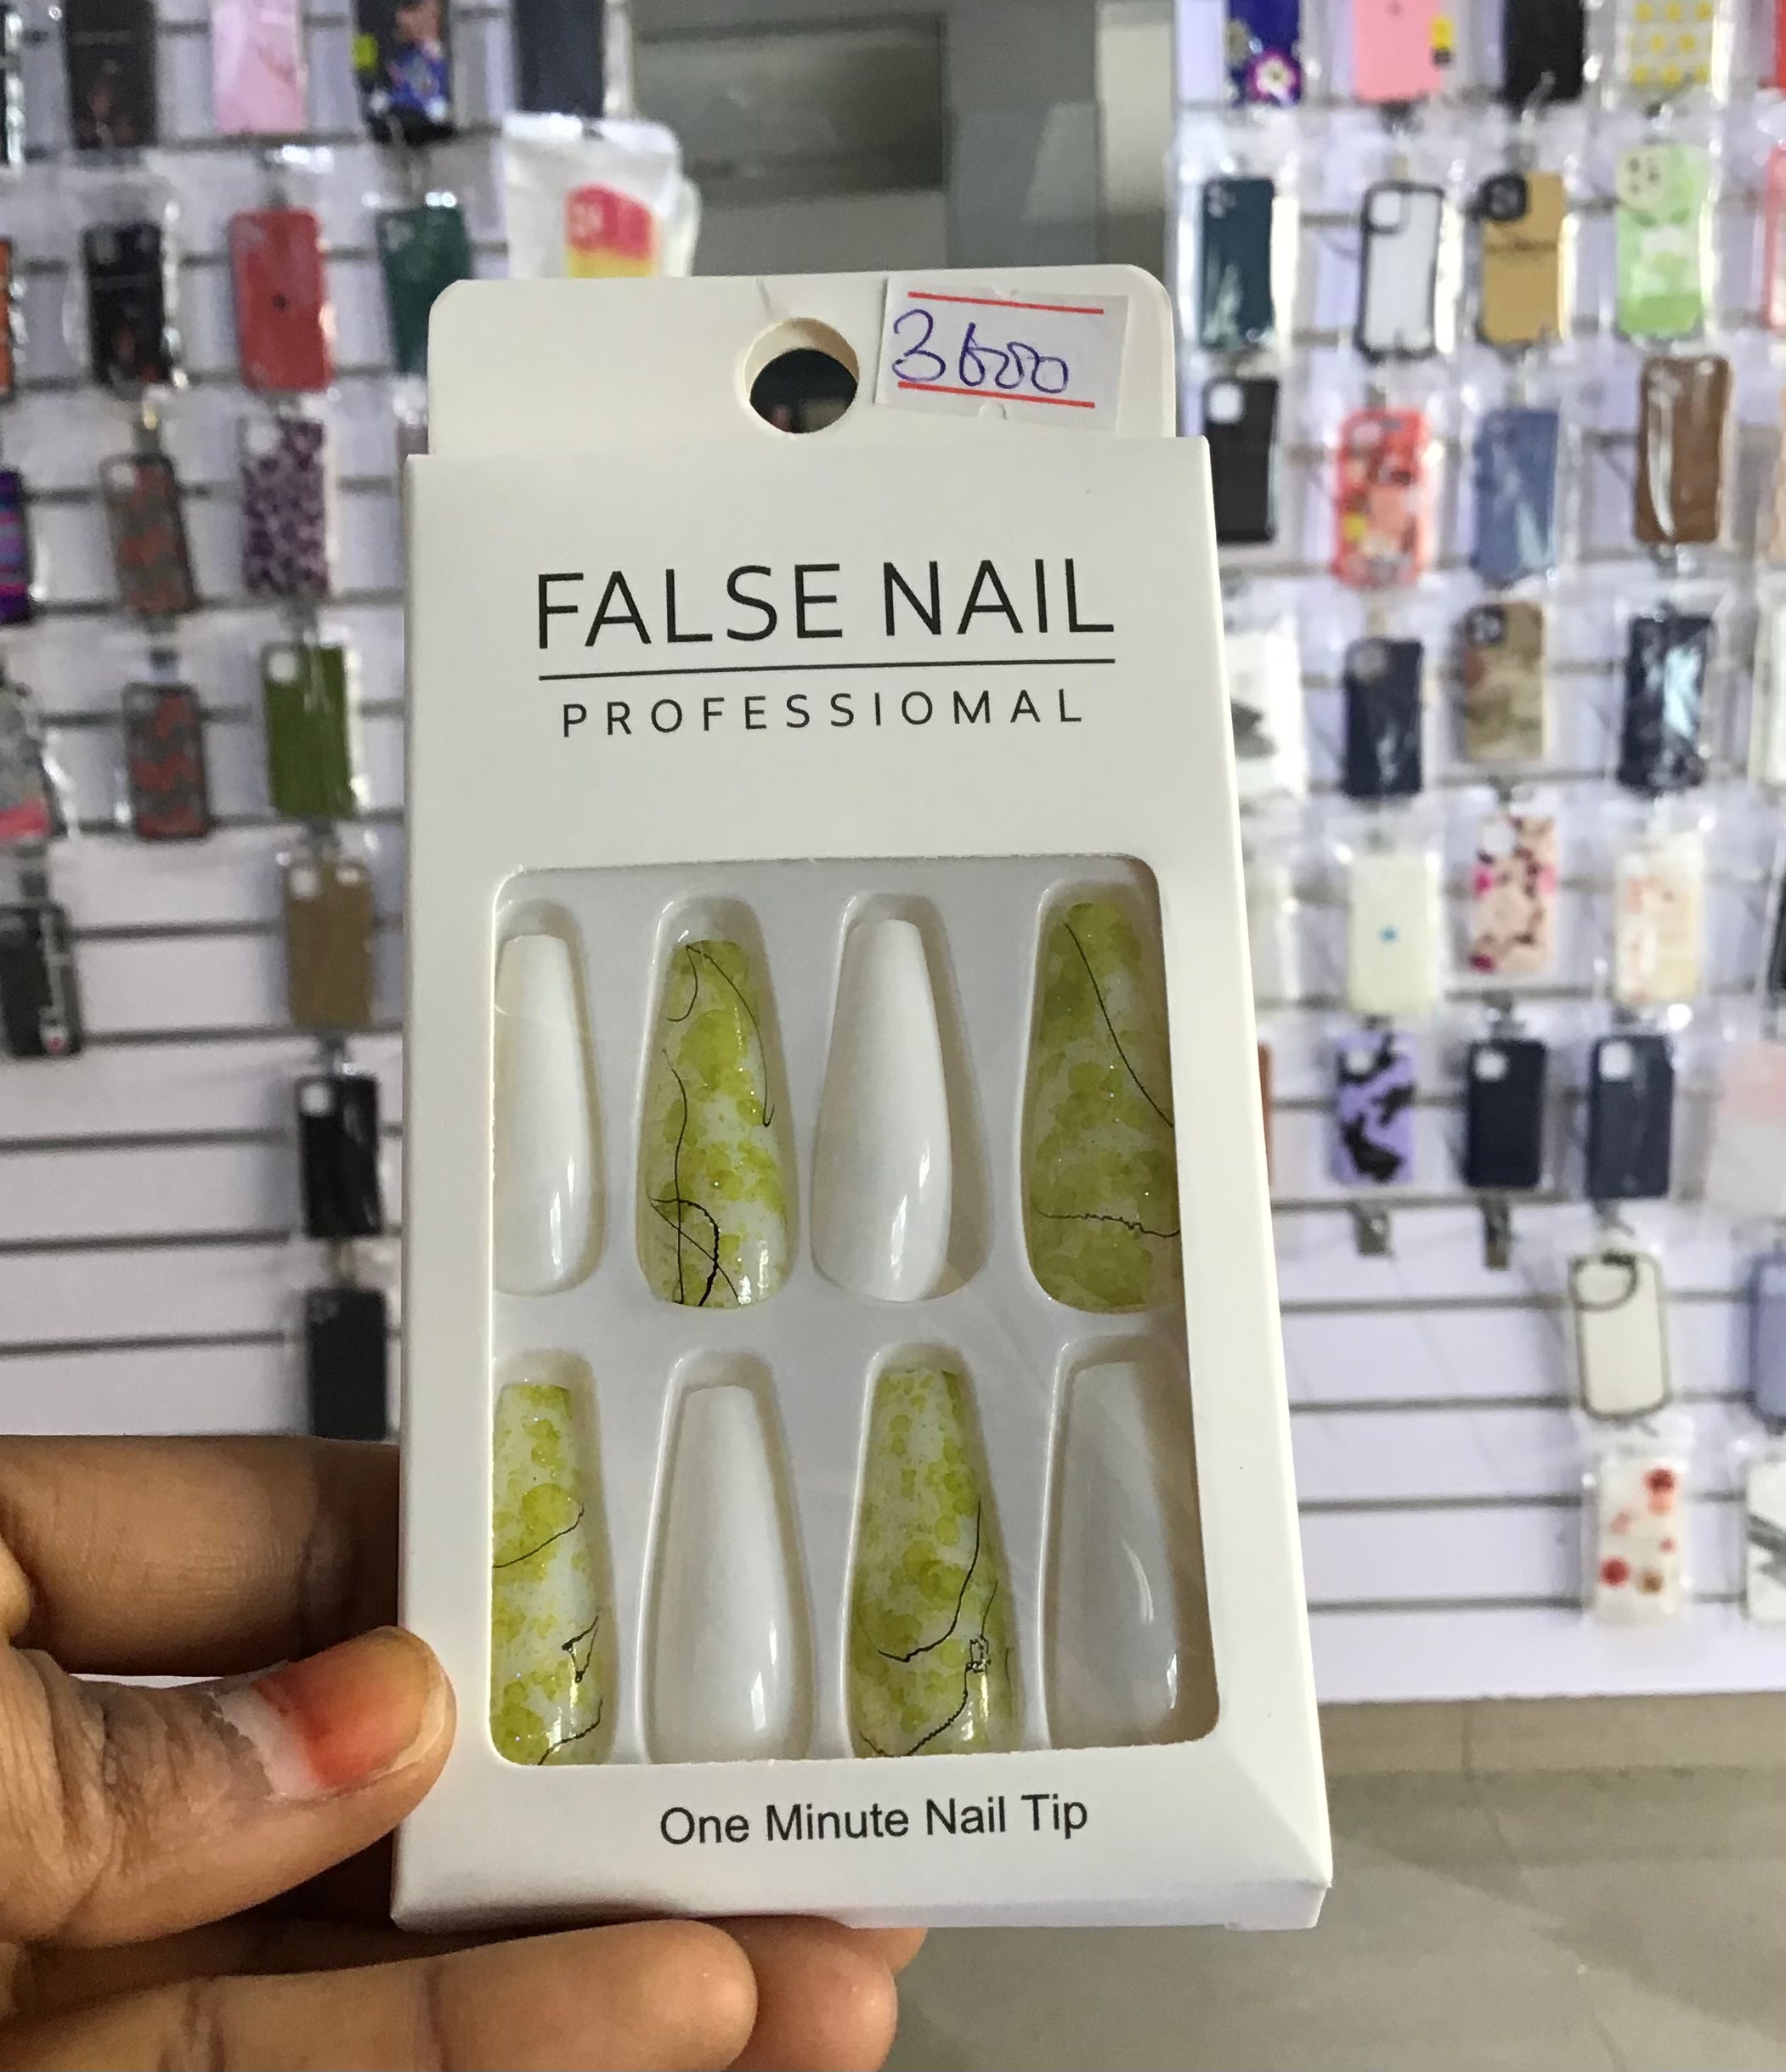 3600
FALSE NAIL
PROFESSIOMAL
One Minute Nail Tip